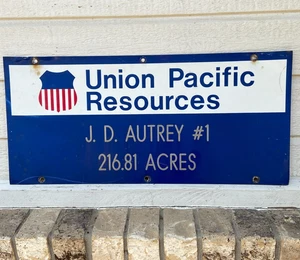 Union Pacific
Resources
J. D. AUTREY #1
216.81 ACRES